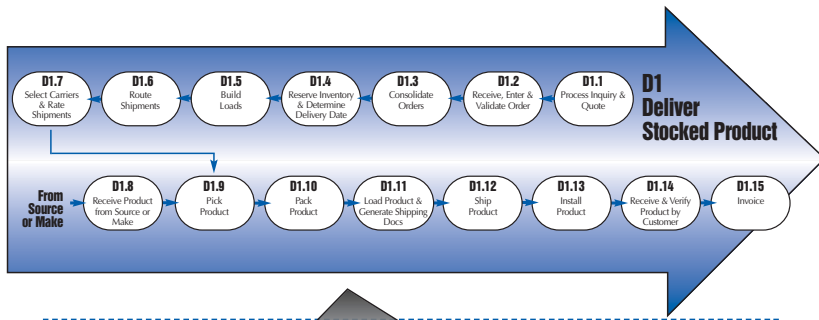 D1.7
Select Carriers
& Rate
Shipments
D1.6
Route
Shipments
D1.5
Build
Loads
D1.4
Reserve Inventory
& Determine
Delivery Date
D1.3
Consolidate
Orders
D1.2
Receive, Enter &
Validate Order
D1.1
Process Inquiry &
Quote
D1
Deliver
Stocked Product
From
Source
or Make
D1.8
Receive Product
from Source or
Make
D1.9
Pick
Product
D1.10
Pack
Product
D1.11
Load Product &
Generate Shipping
Docs
D1.12
Ship
Product
D1.13
Install
Product
D1.14
Receive & Verify
Product by
Customer
D1.15
Invoice